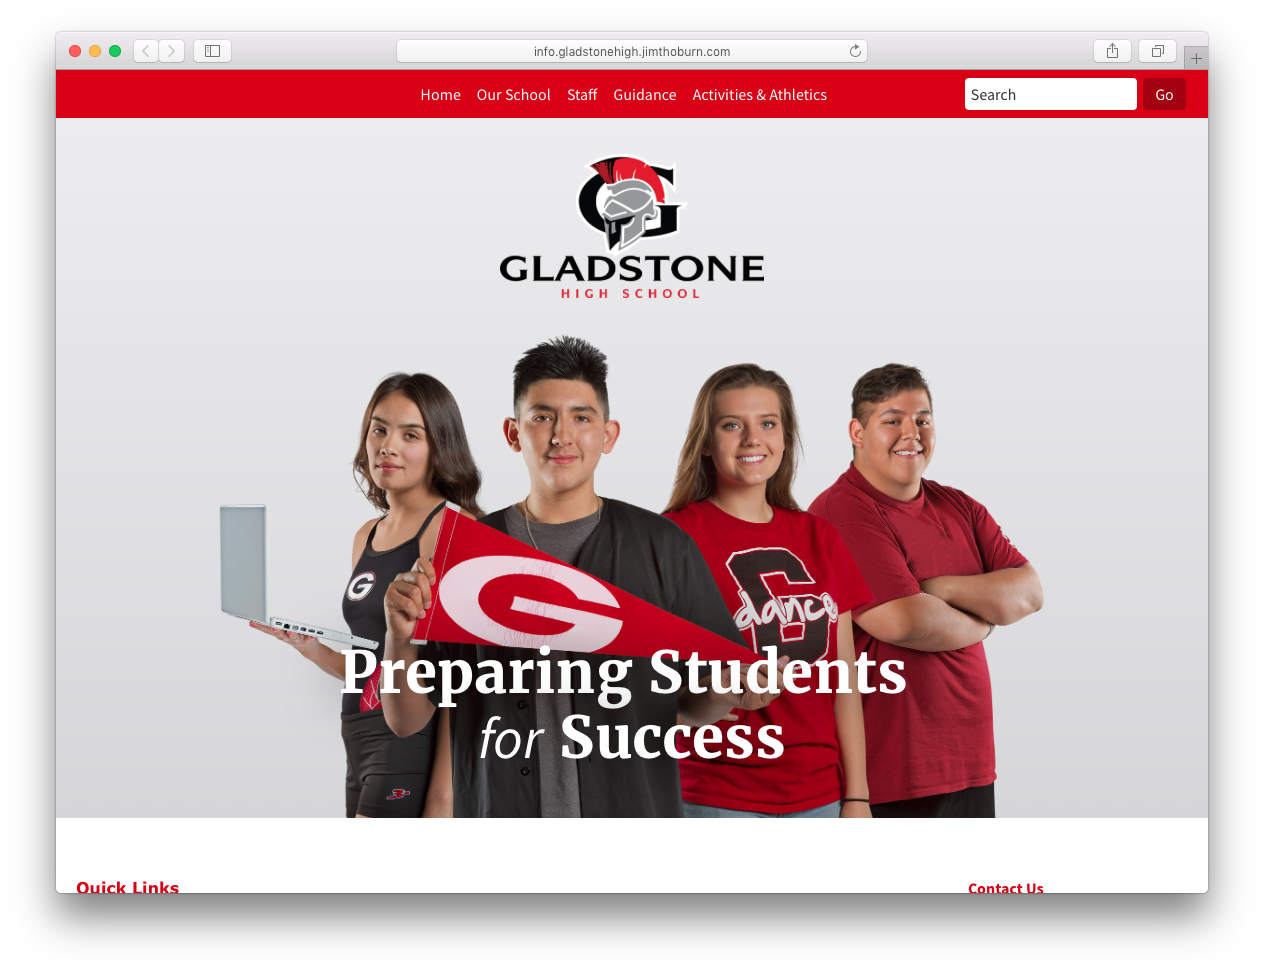 info.gladstonehigh.jimthoburn.com
Home Our School Staff Guidance Activities & Athletics Search Go
G
GLADSTONE
HIGH SCHOOL
G
G
G
dance
Preparing Students
for Success
Quick Links Contact Us